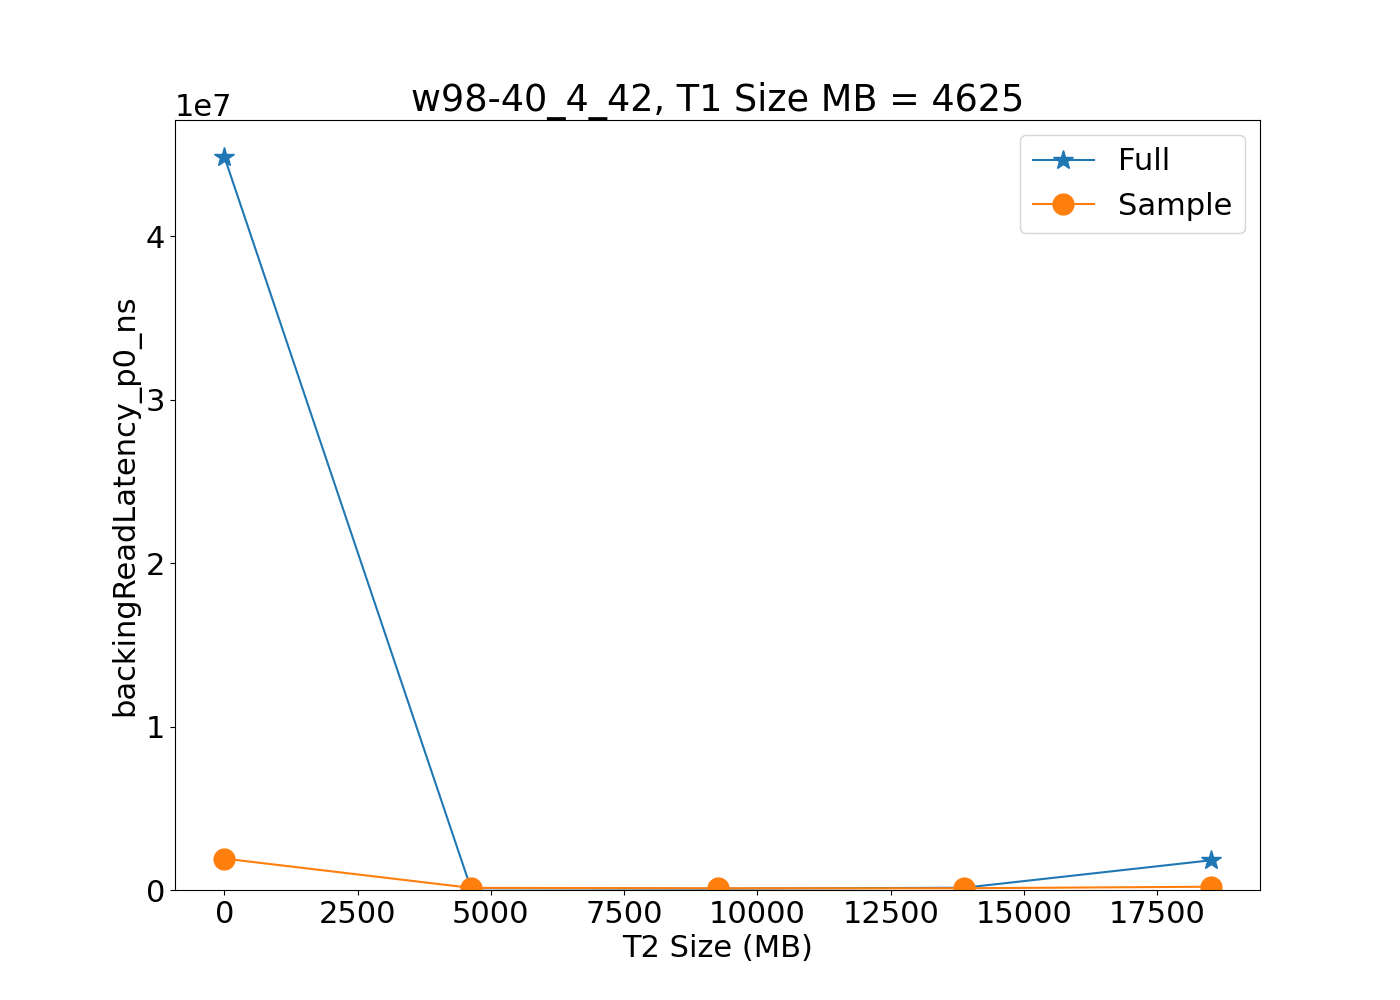 w98-40_4_42, T1 Size MB = 4625
1e7
Full
Sample
4
3
2
1
0
backingReadLatency_p0_ns
0 2500 5000 7500 10000 12500 15000 17500
T2 Size (MB)